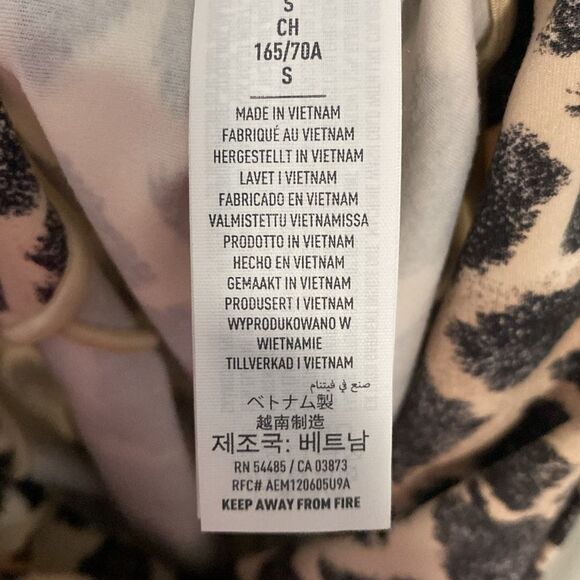 S
CH
165/70A
S
MADE IN VIETNAM
FABRIQUÉ AU VIETNAM
HERGESTELLT IN VIETNAM
LAVET I VIETNAM
FABRICADO EN VIETNAM
VALMISTETTU VIETNAMISSA
PRODOTTO IN VIETNAM
HECHO EN VIETNAM
GEMAAKT IN VIETNAM
PRODUSERT I VIETNAM
WYPRODUKOWANO W
WIETNAMIE
TILLVERKAD I VIETNAM
صنع في فيتنام
ベトナム製
越南制造
제조국: 베트남
RN 54485 / CA 03873
RFC# AEM120605U9A
KEEP AWAY FROM FIRE